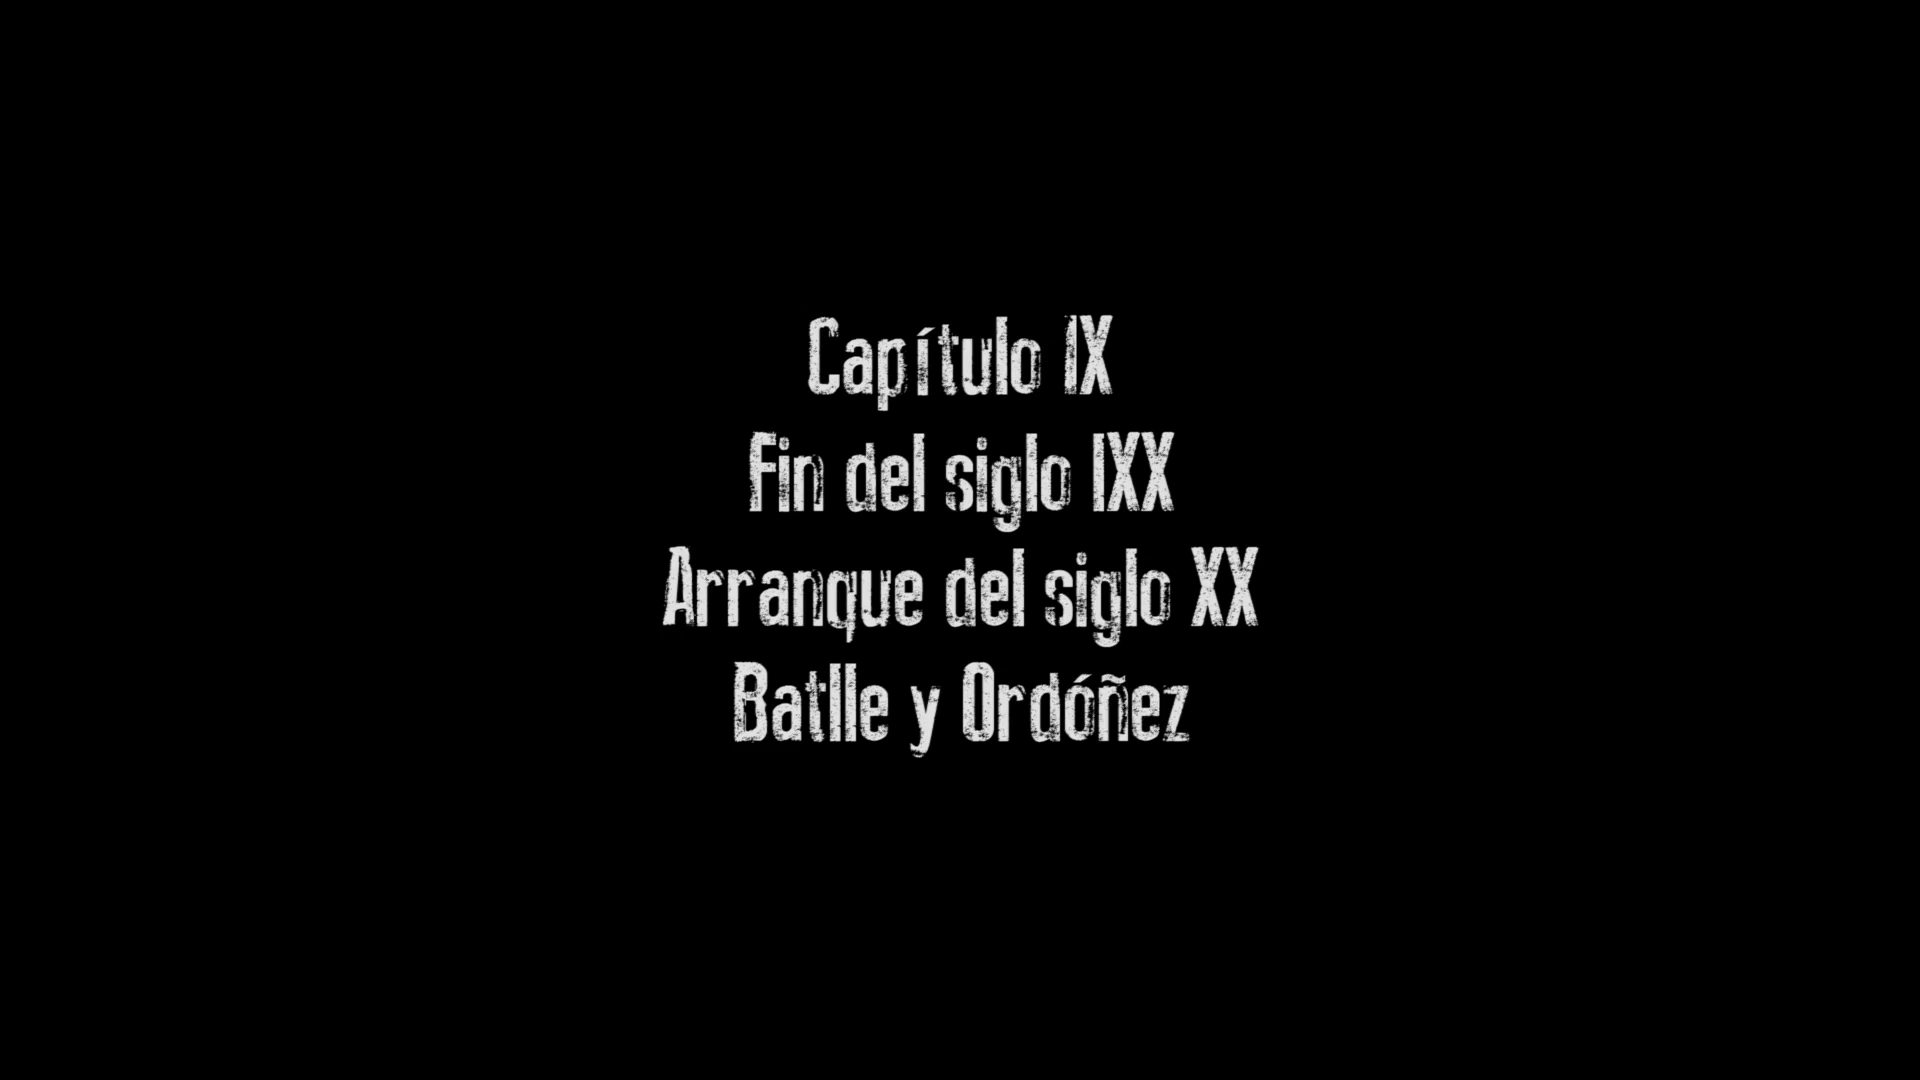 Capítulo IX
Fin del siglo IXX
Arranque del siglo XX
Batlle y Ordóñez